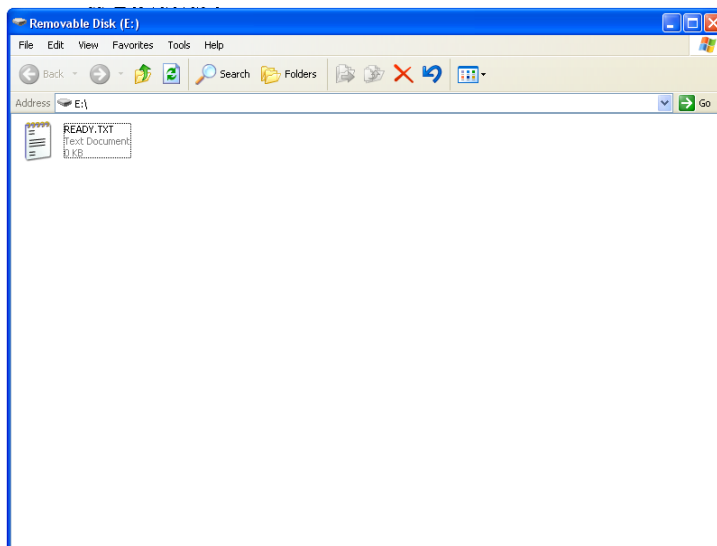 Removable Disk (E:)
File Edit View Favorites Tools Help
Back Search Folders
Address E:\ Go
READY.TXT
Text Document
0 KB